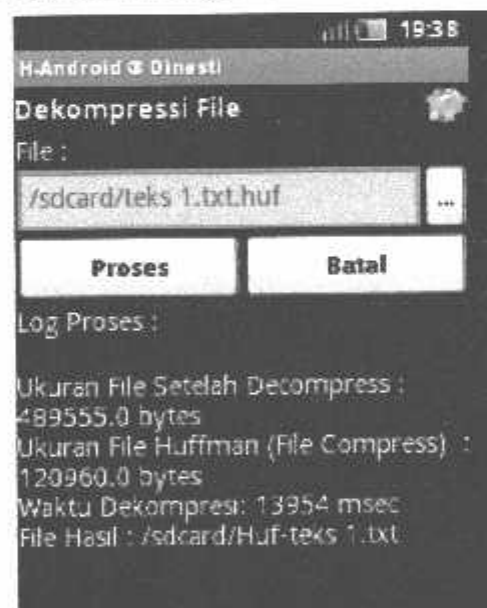 19:38
H-Android @ Dinesti
Dekompressi File
File :
/sdcard/teks 1.txt.huf
...
Proses Batal
Log Proses :
Ukuran File Setelah Decompress :
489555.0 bytes
Ukuran File Huffman (File Compress) :
120960.0 bytes
Waktu Dekompresi: 13954 msec
File Hasil : /sdcard/Huf-teks 1.txt